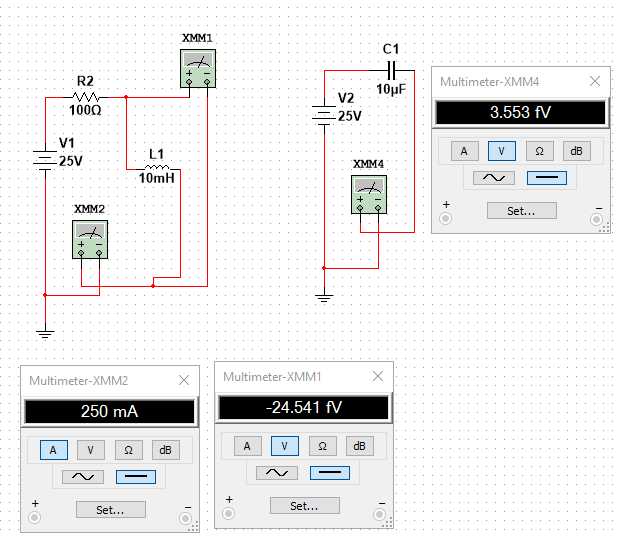 XMM1
R2
100Ω
V1
25V
L1
10mH
XMM2
+ −
+ −
C1
10µF
V2
25V
XMM4
+ −
Multimeter-XMM4 ×
3.553 fV
A V Ω dB
+ Set... −
Multimeter-XMM2 ×
250 mA
A V Ω dB
+ Set... −
Multimeter-XMM1 ×
-24.541 fV
A V Ω dB
+ Set... −